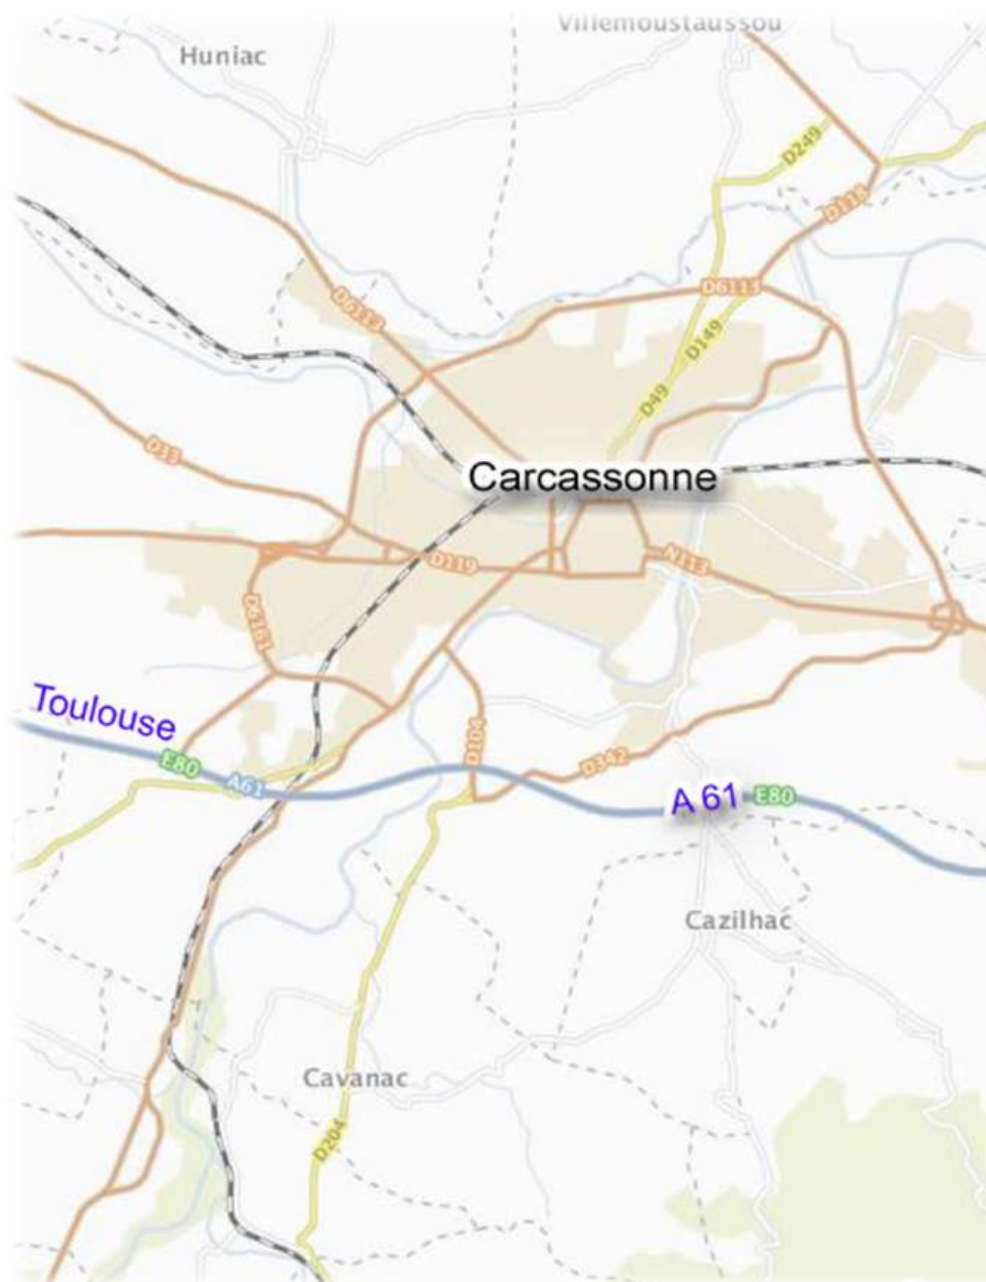 Villemoustaussou
Huniac
D249
D118
D6113
D6113
D149
D49
D33
Carcassonne
D119
N113
D6161
Toulouse
E80
A61
D104
D342
A 61
E80
Cazilhac
Cavanac
D204